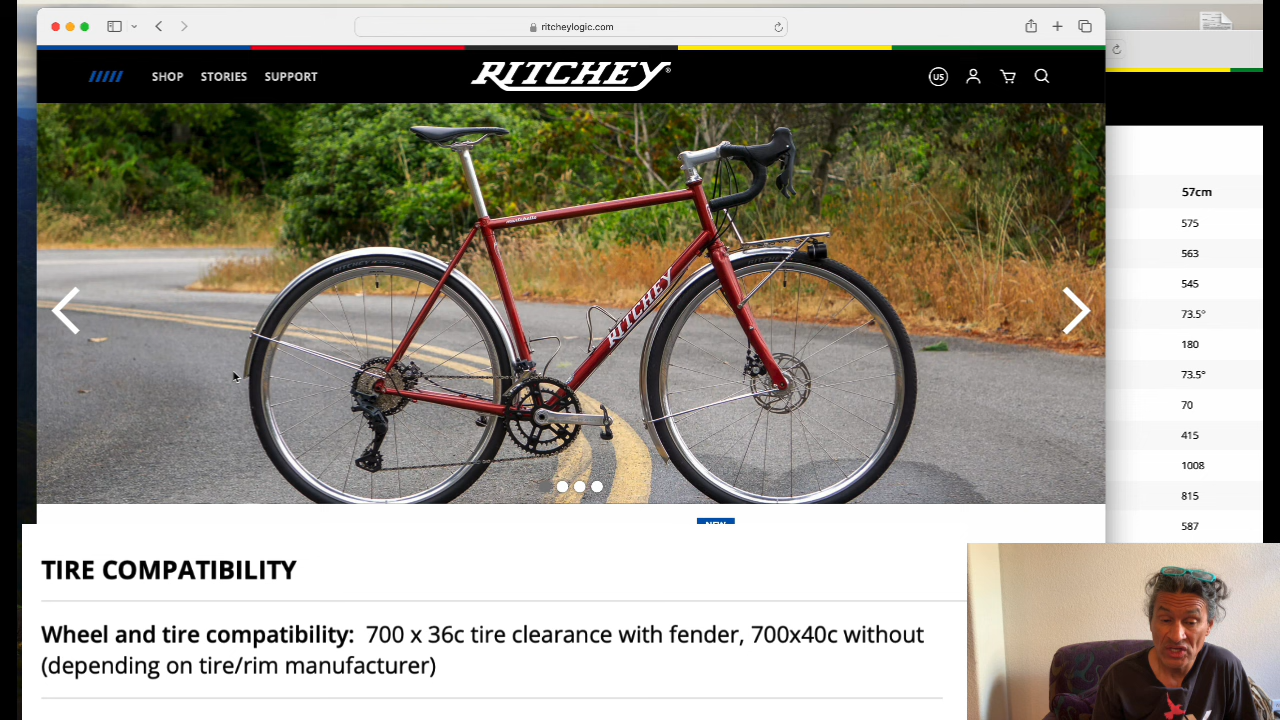 ritcheylogic.com
SHOP STORIES SUPPORT
RITCHEY
US
RITCHEY
57cm
575
563
545
73.5°
180
73.5°
70
415
1008
815
587
NEW
TIRE COMPATIBILITY
Wheel and tire compatibility: 700 x 36c tire clearance with fender, 700x40c without
(depending on tire/rim manufacturer)